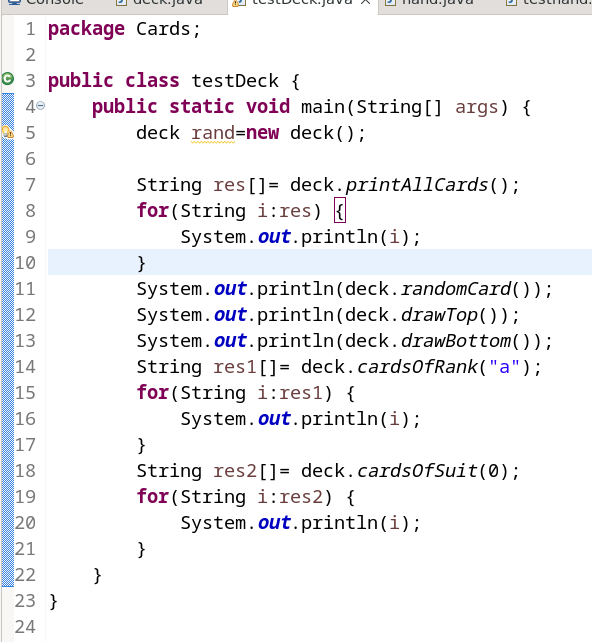 Console deck.java testDeck.java hand.java testhand.
1 package Cards;
2
3 public class testDeck {
4 public static void main(String[] args) {
5 deck rand=new deck();
6
7 String res[]= deck.printAllCards();
8 for(String i:res) {
9 System.out.println(i);
10 }
11 System.out.println(deck.randomCard());
12 System.out.println(deck.drawTop());
13 System.out.println(deck.drawBottom());
14 String res1[]= deck.cardsOfRank("a");
15 for(String i:res1) {
16 System.out.println(i);
17 }
18 String res2[]= deck.cardsOfSuit(0);
19 for(String i:res2) {
20 System.out.println(i);
21 }
22 }
23 }
24